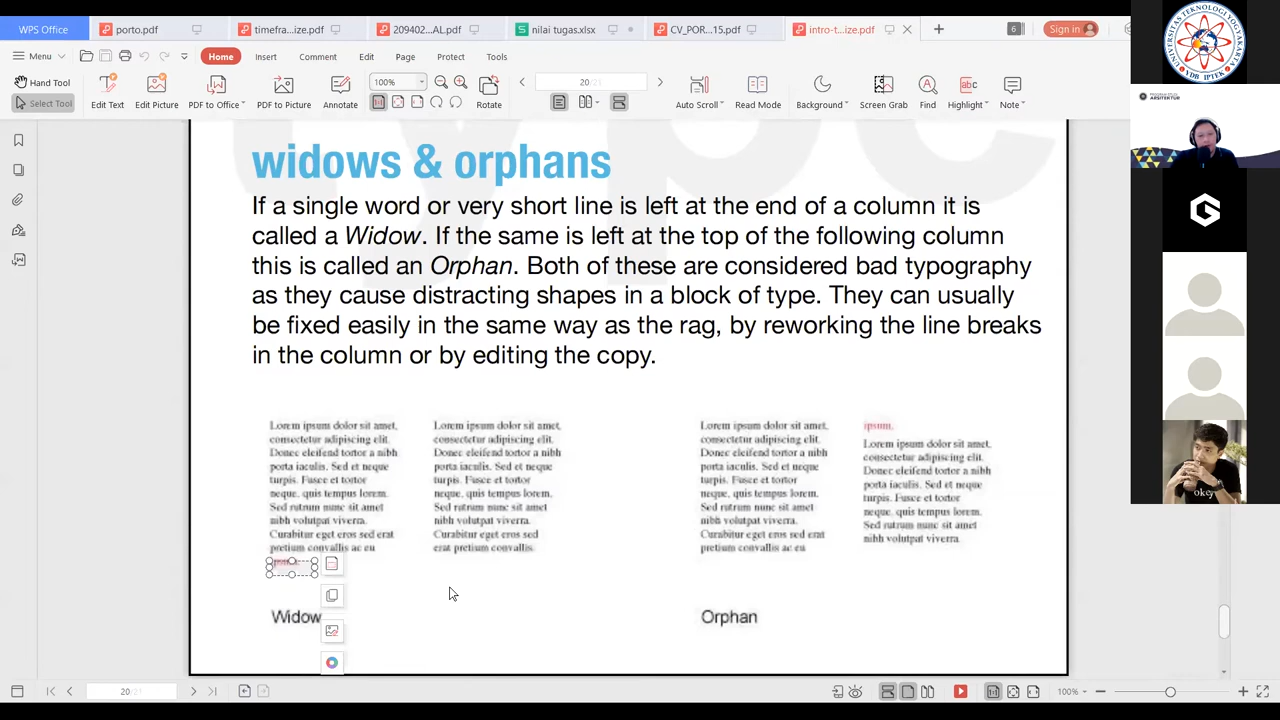 WPS Office
porto.pdf
timefra...ize.pdf
209402...AL.pdf
nilai tugas.xlsx
CV_POR...15.pdf
intro-t...ize.pdf
6
Sign in
Menu
Home
Insert
Comment
Edit
Page
Protect
Tools
Hand Tool
Select Tool
Edit Text
Edit Picture
PDF to Office
PDF to Picture
Annotate
100%
Rotate
20/21
Auto Scroll
Read Mode
Background
Screen Grab
Find
Highlight
Note
UNIVERSITAS TEKNOLOGI YOGYAKARTA
PROGRAM STUDI
ARSITEKTUR
type
widows & orphans
If a single word or very short line is left at the end of a column it is
called a Widow. If the same is left at the top of the following column
this is called an Orphan. Both of these are considered bad typography
as they cause distracting shapes in a block of type. They can usually
be fixed easily in the same way as the rag, by reworking the line breaks
in the column or by editing the copy.
Lorem ipsum dolor sit amet,
consectetur adipiscing elit.
Donec eleifend tortor a nibh
porta iaculis. Sed et neque
turpis. Fusce et tortor
neque, quis tempus lorem.
Sed rutrum nunc sit amet
nibh volutpat viverra.
Curabitur eget eros sed erat
pretium convallis ac eu
Lorem ipsum dolor sit amet,
consectetur adipiscing elit.
Donec eleifend tortor a nibh
porta iaculis. Sed et neque
turpis. Fusce et tortor
neque, quis tempus lorem.
Sed rutrum nunc sit amet
nibh volutpat viverra.
Curabitur eget eros sed
erat pretium convallis.
Widow
Lorem ipsum dolor sit amet,
consectetur adipiscing elit.
Donec eleifend tortor a nibh
porta iaculis. Sed et neque
turpis. Fusce et tortor
neque, quis tempus lorem.
Sed rutrum nunc sit amet
nibh volutpat viverra.
Curabitur eget eros sed erat
pretium convallis ac eu
ipsum.
Lorem ipsum dolor sit amet,
consectetur adipiscing elit.
Donec eleifend tortor a nibh
porta iaculis. Sed et neque
turpis. Fusce et tortor
neque, quis tempus lorem.
Sed rutrum nunc sit amet
nibh volutpat viverra.
Orphan
okey
20/21
100%